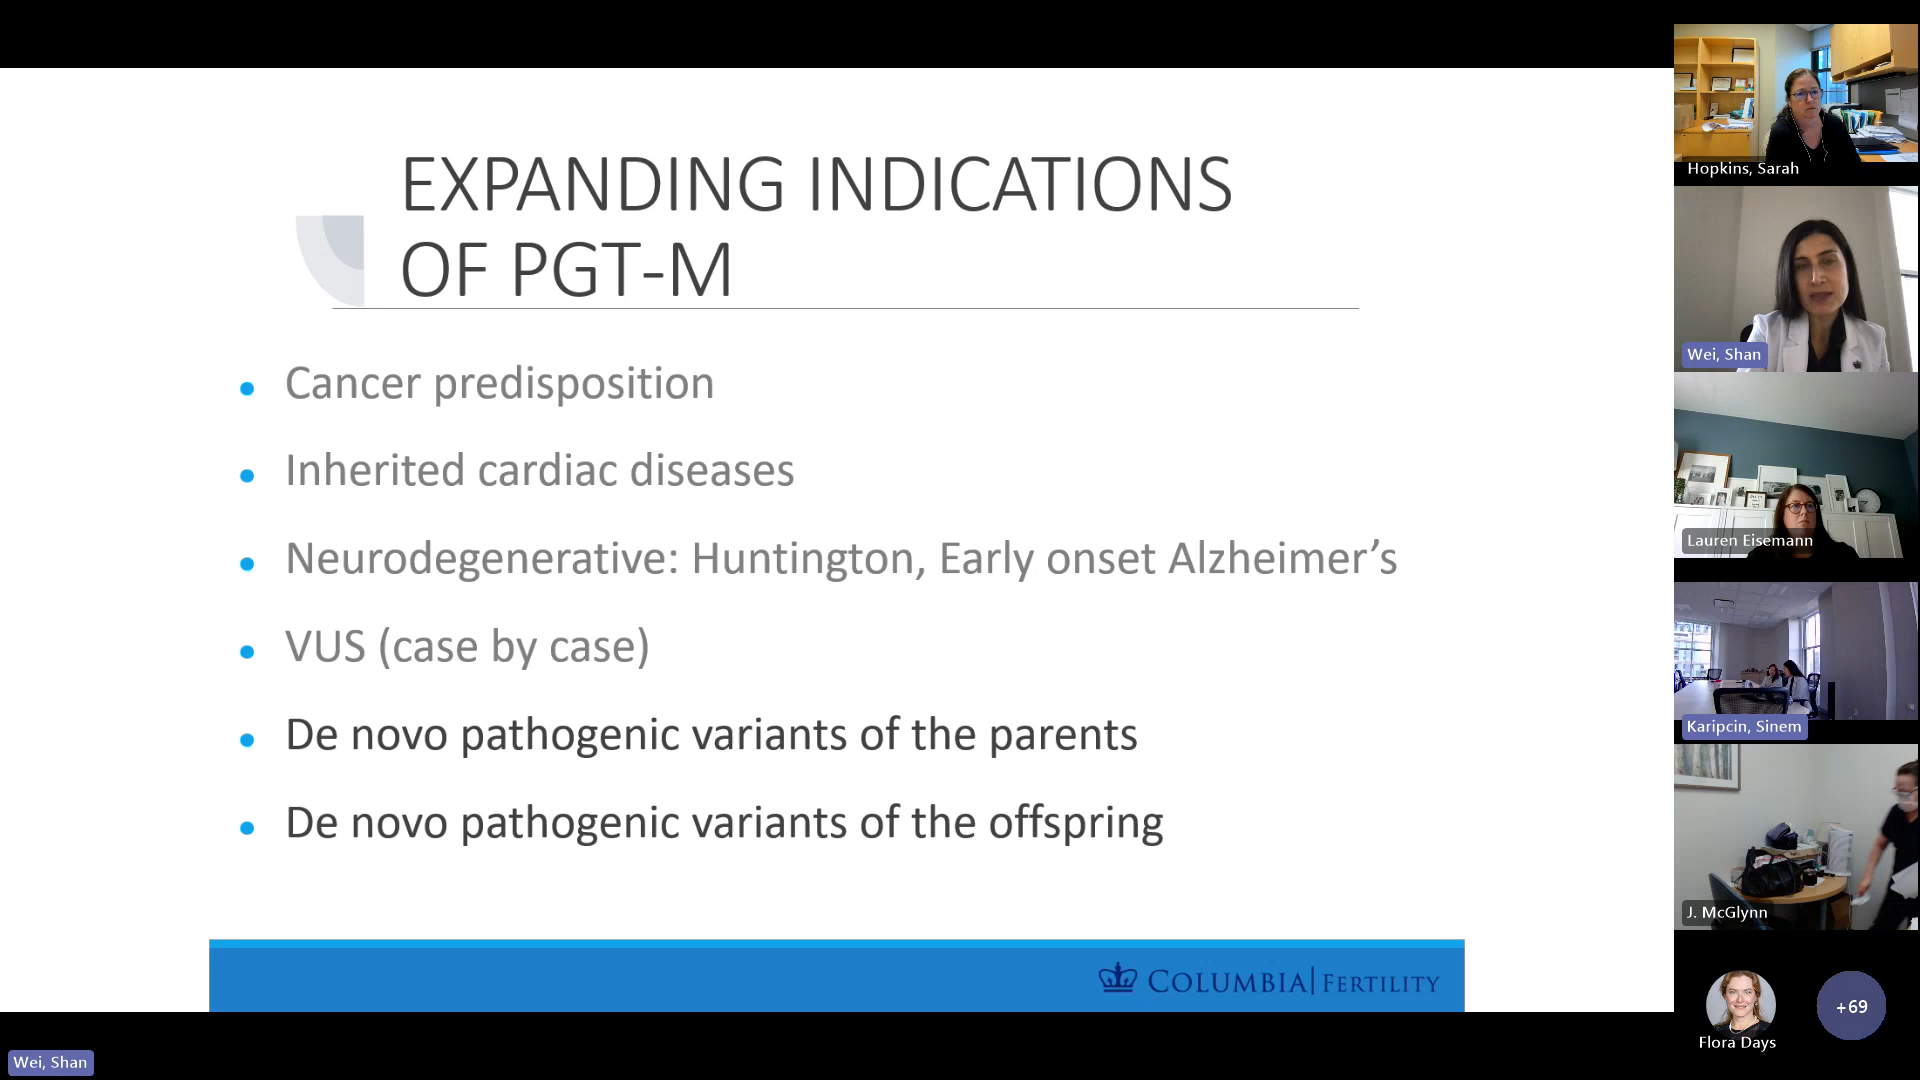 EXPANDING INDICATIONS
OF PGT-M
Cancer predisposition
Inherited cardiac diseases
Neurodegenerative: Huntington, Early onset Alzheimer’s
VUS (case by case)
De novo pathogenic variants of the parents
De novo pathogenic variants of the offspring
COLUMBIA | FERTILITY
Hopkins, Sarah
Wei, Shan
Lauren Eisemann
Karipcin, Sinem
J. McGlynn
Flora Days
+69
Wei, Shan